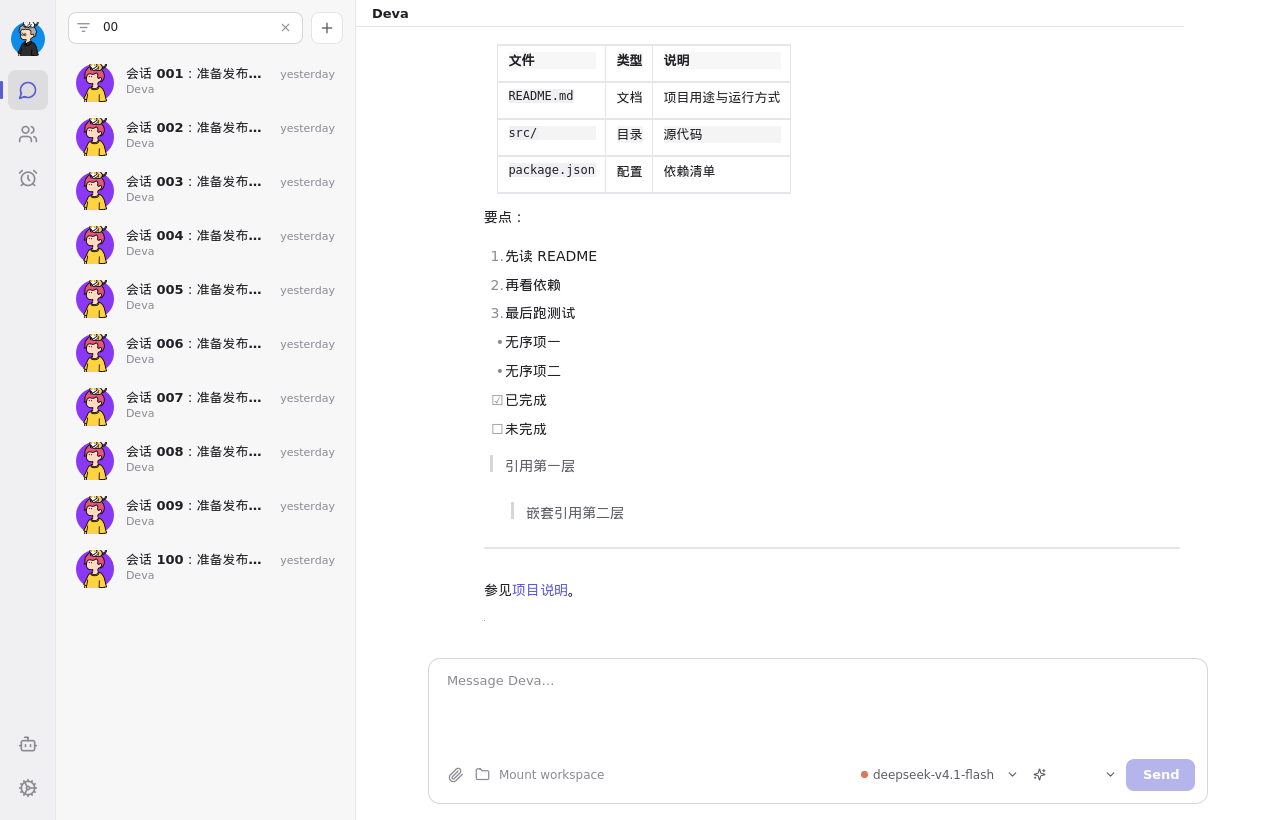 00
会话 001：准备发布… yesterday
Deva
会话 002：准备发布… yesterday
Deva
会话 003：准备发布… yesterday
Deva
会话 004：准备发布… yesterday
Deva
会话 005：准备发布… yesterday
Deva
会话 006：准备发布… yesterday
Deva
会话 007：准备发布… yesterday
Deva
会话 008：准备发布… yesterday
Deva
会话 009：准备发布… yesterday
Deva
会话 100：准备发布… yesterday
Deva
Deva
文件 类型 说明
README.md 文档 项目用途与运行方式
src/ 目录 源代码
package.json 配置 依赖清单
要点：
1. 先读 README
2. 再看依赖
3. 最后跑测试
• 无序项一
• 无序项二
☑ 已完成
☐ 未完成
引用第一层
嵌套引用第二层
参见项目说明。
Message Deva…
Mount workspace deepseek-v4.1-flash Send